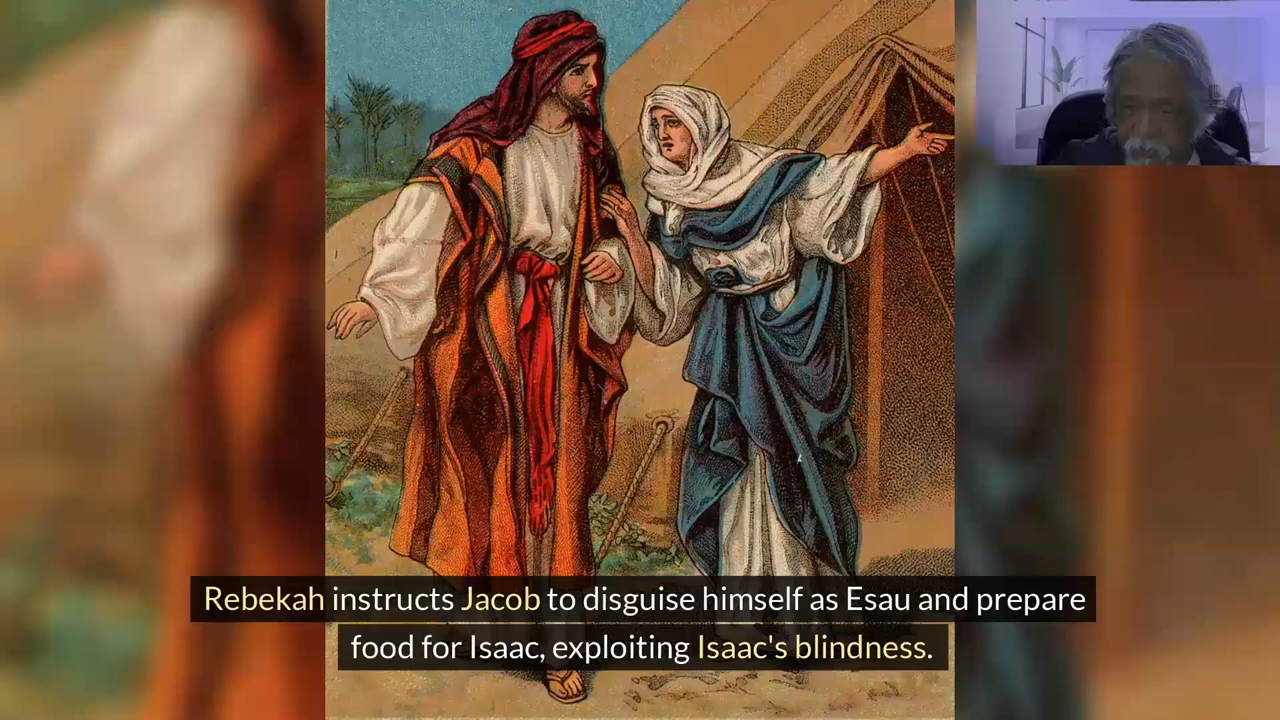 Rebekah instructs Jacob to disguise himself as Esau and prepare
food for Isaac, exploiting Isaac's blindness.